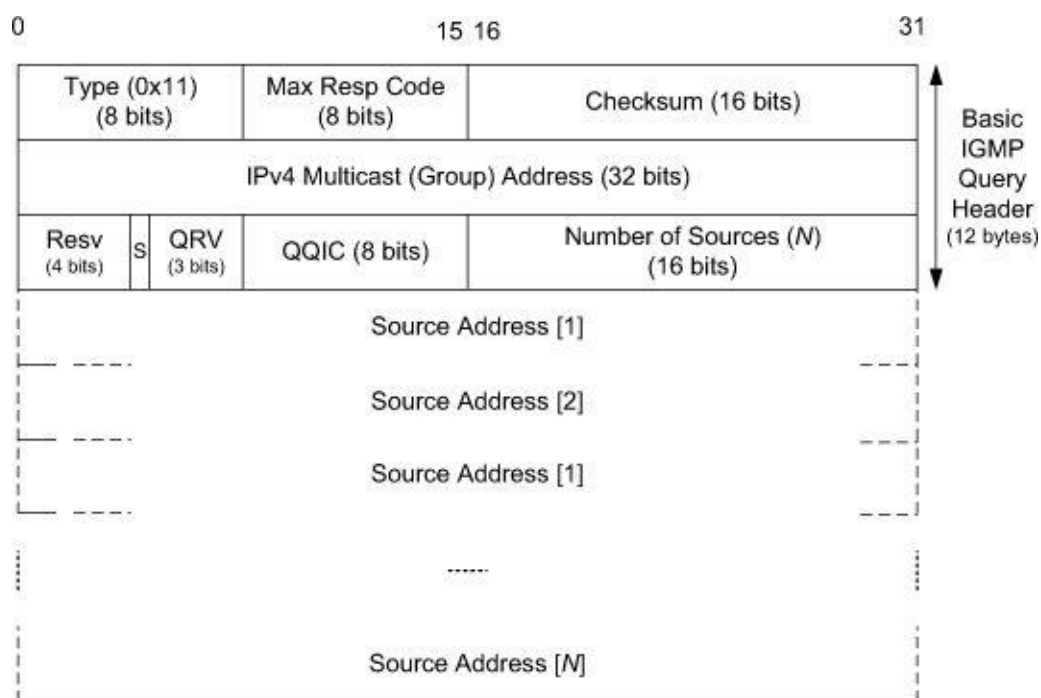 0 15 16 31
Type (0x11) Max Resp Code Checksum (16 bits)
(8 bits) (8 bits)
IPv4 Multicast (Group) Address (32 bits)
Resv S QRV QQIC (8 bits) Number of Sources (N)
(4 bits) (3 bits) (16 bits)
Basic
IGMP
Query
Header
(12 bytes)
Source Address [1]
Source Address [2]
Source Address [1]
Source Address [N]